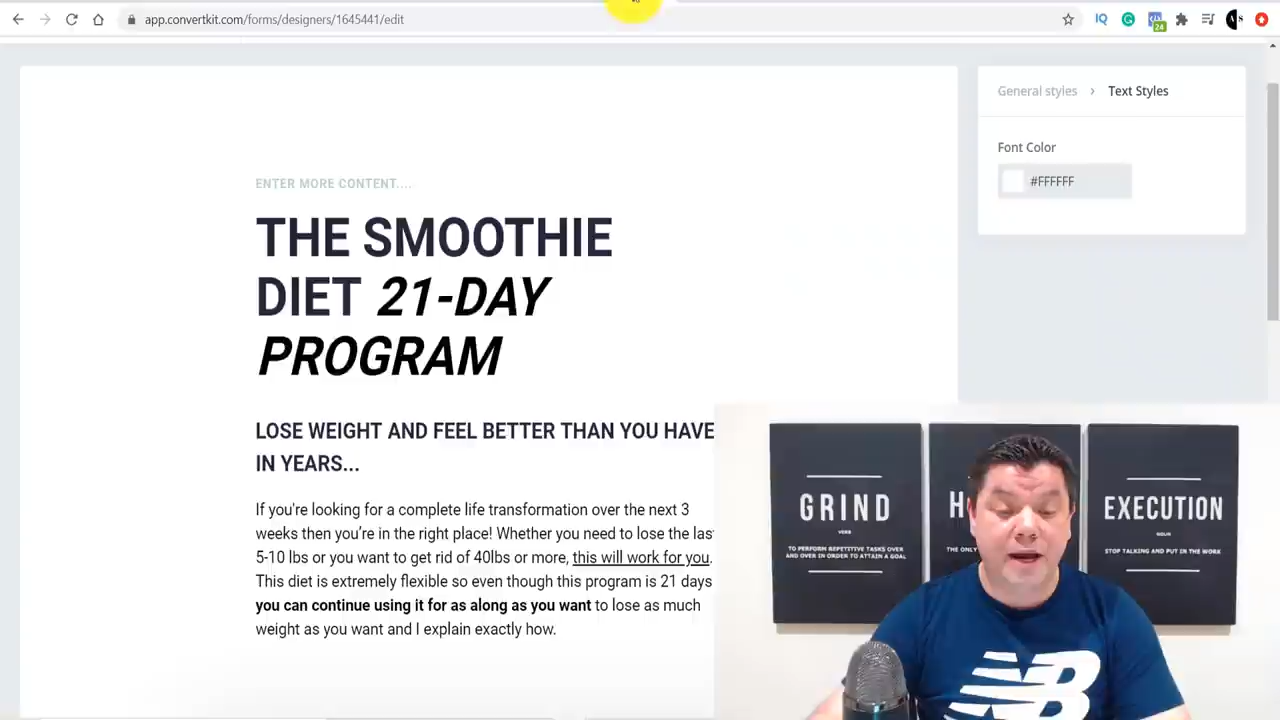 app.convertkit.com/forms/designers/1645441/edit
24
General styles > Text Styles
Font Color
#FFFFFF
ENTER MORE CONTENT....
THE SMOOTHIE
DIET 21-DAY
PROGRAM
LOSE WEIGHT AND FEEL BETTER THAN YOU HAVE
IN YEARS...
If you're looking for a complete life transformation over the next 3
weeks then you're in the right place! Whether you need to lose the
5-10 lbs or you want to get rid of 40lbs or more, this will work for you.
This diet is extremely flexible so even though this program is 21 days
you can continue using it for as along as you want to lose as much
weight as you want and I explain exactly how.
GRIND
VERB
TO PERFORM REPETITIVE TASKS OVER
AND OVER IN ORDER TO ATTAIN A GOAL
THE ONLY
EXECUTION
NOUN
STOP TALKING AND PUT IN THE WORK
NB